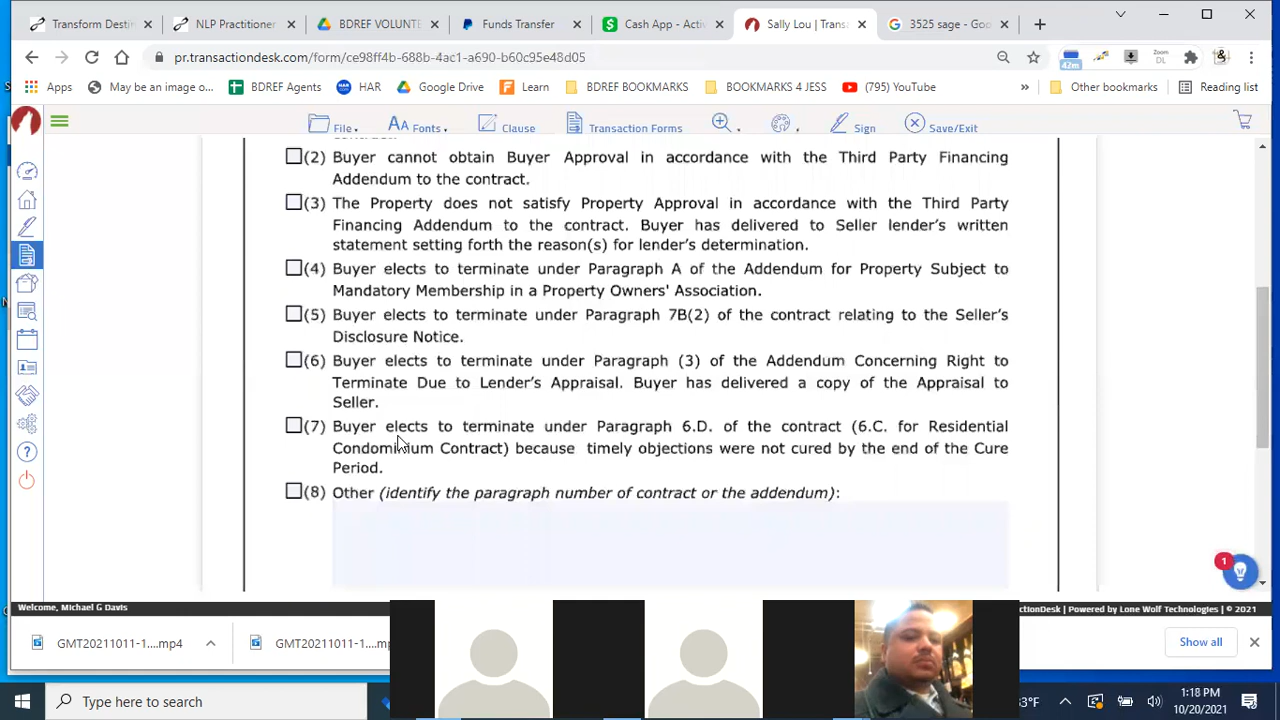 Transform Desti
NLP Practitioner
BDREF VOLUNTE
Funds Transfer
Cash App - Activ
Sally Lou | Trans
3525 sage - Goo
pr.transactiondesk.com/form/ce98ff4b-688b-4ac1-a690-b60c95e48d05
42m
Zoom DL
Apps
May be an image o...
BDREF Agents
HAR
Google Drive
Learn
BDREF BOOKMARKS
BOOKMARKS 4 JESS
(795) YouTube
»
Other bookmarks
Reading list
File
Fonts
Clause
Transaction Forms
Sign
Save/Exit
(2) Buyer cannot obtain Buyer Approval in accordance with the Third Party Financing
Addendum to the contract.
(3) The Property does not satisfy Property Approval in accordance with the Third Party
Financing Addendum to the contract. Buyer has delivered to Seller lender's written
statement setting forth the reason(s) for lender's determination.
(4) Buyer elects to terminate under Paragraph A of the Addendum for Property Subject to
Mandatory Membership in a Property Owners' Association.
(5) Buyer elects to terminate under Paragraph 7B(2) of the contract relating to the Seller's
Disclosure Notice.
(6) Buyer elects to terminate under Paragraph (3) of the Addendum Concerning Right to
Terminate Due to Lender's Appraisal. Buyer has delivered a copy of the Appraisal to
Seller.
(7) Buyer elects to terminate under Paragraph 6.D. of the contract (6.C. for Residential
Condominium Contract) because timely objections were not cured by the end of the Cure
Period.
(8) Other (identify the paragraph number of contract or the addendum):
1
Welcome, Michael G Davis
ctionDesk | Powered by Lone Wolf Technologies | © 2021
GMT20211011-1....mp4
GMT20211011-1....mp
Show all
Type here to search
3°F
1:18 PM
10/20/2021